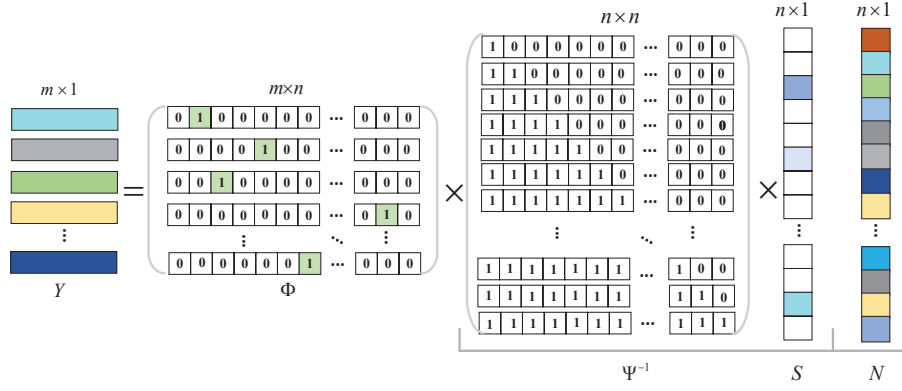 n×n
n×1
n×1
m×1
m×n
1 0 0 0 0 0 0 ... 0 0 0
1 1 0 0 0 0 0 ... 0 0 0
1 1 1 0 0 0 0 ... 0 0 0
1 1 1 1 0 0 0 ... 0 0 0
1 1 1 1 1 0 0 ... 0 0 0
1 1 1 1 1 1 0 ... 0 0 0
1 1 1 1 1 1 1 ... 0 0 0
⋮ ⋱ ⋮
1 1 1 1 1 1 1 ... 1 0 0
1 1 1 1 1 1 1 1 1 0
1 1 1 1 1 1 1 ... 1 1 1
0 1 0 0 0 0 0 ... 0 0 0
0 0 0 0 1 0 0 ... 0 0 0
0 0 1 0 0 0 0 ... 0 0 0
0 0 0 0 0 0 0 ... 0 1 0
⋮ ⋱ ⋮
0 0 0 0 0 0 1 ... 0 0 0
= × ×
⋮ ⋮ ⋮
Y
Φ
Ψ⁻¹
S
N